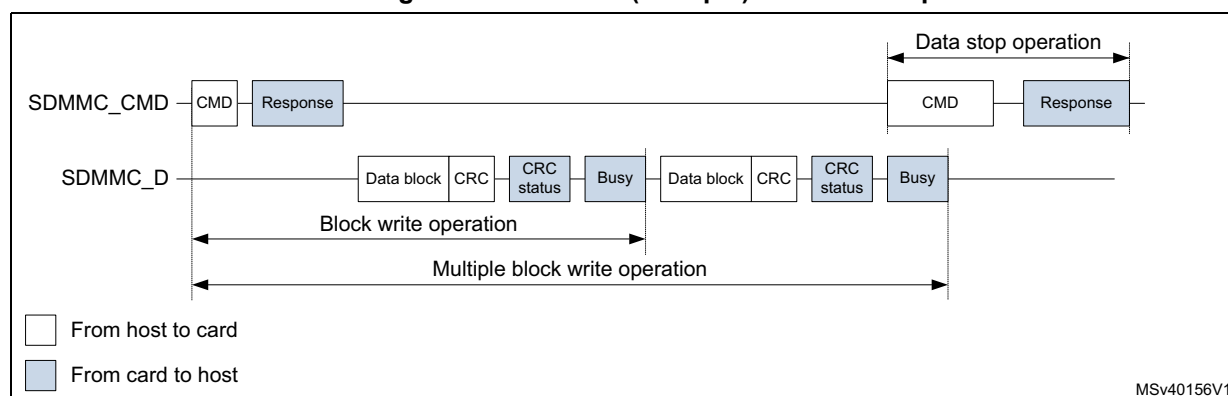 Data stop operation
SDMMC_CMD CMD Response CMD Response
SDMMC_D Data block CRC CRC status Busy Data block CRC CRC status Busy
Block write operation
Multiple block write operation
From host to card
From card to host
MSv40156V1